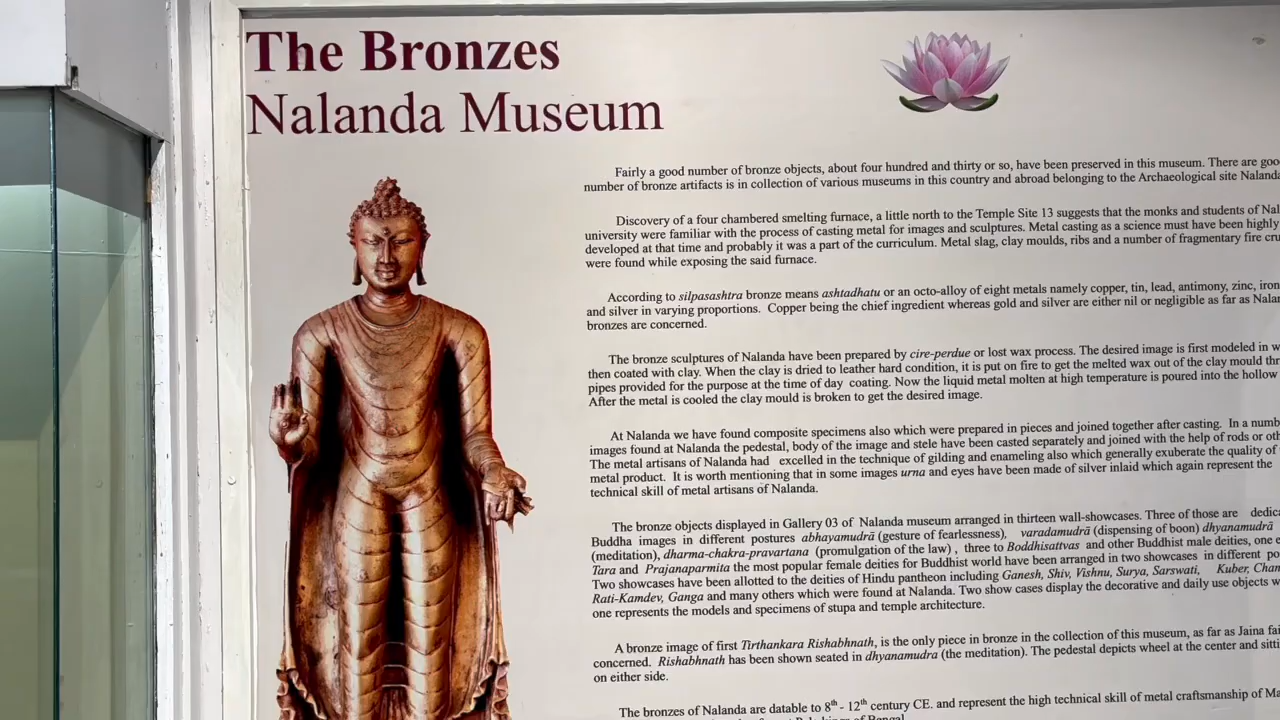 The Bronzes
Nalanda Museum
Fairly a good number of bronze objects, about four hundred and thirty or so, have been preserved in this museum. There are
number of bronze artifacts is in collection of various museums in this country and abroad belonging to the Archaeological site Nalanda
Discovery of a four chambered smelting furnace, a little north to the Temple Site 13 suggests that the monks and students of
university were familiar with the process of casting metal for images and sculptures. Metal casting as a science must have been highly
developed at that time and probably it was a part of the curriculum. Metal slag, clay moulds, ribs and a number of fragmentary fire
were found while exposing the said furnace.
According to silpasashtra bronze means ashtadhatu or an octo-alloy of eight metals namely copper, tin, lead, antimony, zinc, iron
and silver in varying proportions. Copper being the chief ingredient whereas gold and silver are either nil or negligible as far as
bronzes are concerned.
The bronze sculptures of Nalanda have been prepared by cire-perdue or lost wax process. The desired image is first modeled in
then coated with clay. When the clay is dried to leather hard condition, it is put on fire to get the melted wax out of the clay mould
pipes provided for the purpose at the time of day coating. Now the liquid metal molten at high temperature is poured into the hollow
After the metal is cooled the clay mould is broken to get the desired image.
At Nalanda we have found composite specimens also which were prepared in pieces and joined together after casting. In a
images found at Nalanda the pedestal, body of the image and stele have been casted separately and joined with the help of rods or
The metal artisans of Nalanda had excelled in the technique of gilding and enameling also which generally exuberate the quality of
metal product. It is worth mentioning that in some images urna and eyes have been made of silver inlaid which again represent the
technical skill of metal artisans of Nalanda.
The bronze objects displayed in Gallery 03 of Nalanda museum arranged in thirteen wall-showcases. Three of those are
Buddha images in different postures abhayamudrā (gesture of fearlessness), varadamudrā (dispensing of boon) dhyanamudrā
(meditation), dharma-chakra-pravartana (promulgation of the law) , three to Boddhisattvas and other Buddhist male deities, one
Tara and Prajanaparmita the most popular female deities for Buddhist world have been arranged in two showcases in different
Two showcases have been allotted to the deities of Hindu pantheon including Ganesh, Shiv, Vishnu, Surya, Sarswati, Kuber,
Rati-Kamdev, Ganga and many others which were found at Nalanda. Two show cases display the decorative and daily use objects
one represents the models and specimens of stupa and temple architecture.
A bronze image of first Tirthankara Rishabhnath, is the only piece in bronze in the collection of this museum, as far as Jaina
concerned. Rishabhnath has been shown seated in dhyanamudra (the meditation). The pedestal depicts wheel at the center and
on either side.
The bronzes of Nalanda are datable to 8th - 12th century CE. and represent the high technical skill of metal craftsmanship of